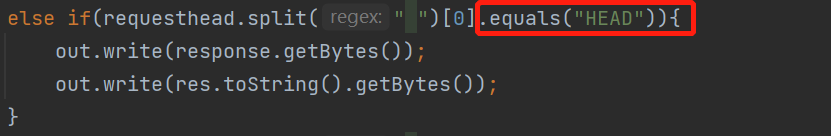 else if(requesthead.split( regex: " ")[0].equals("HEAD")){
    out.write(response.getBytes());
    out.write(res.toString().getBytes());
}